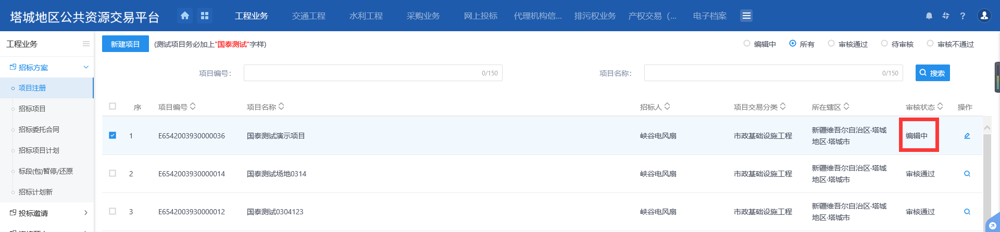 塔城地区公共资源交易平台
工程业务 交通工程 水利工程 采购业务 网上投标 代理机构信... 排污权业务 产权交易（... 电子档案
工程业务
招标方案
项目注册
招标项目
招标委托合同
招标项目计划
标段(包)暂停/还原
招标计划新
投标邀请
新建项目 (测试项目务必加上"国泰测试"字样)
编辑中 所有 审核通过 待审核 审核不通过
项目编号： 0/150 项目名称： 0/150 搜索
序 项目编号 项目名称 招标人 项目交易分类 所在辖区 审核状态 操作
1 E6542003930000036 国泰测试演示项目 峡谷电风扇 市政基础设施工程 新疆维吾尔自治区·塔城
地区·塔城市 编辑中
2 E6542003930000014 国泰测试场地0314 峡谷电风扇 市政基础设施工程 新疆维吾尔自治区·塔城
地区·塔城市 审核通过
3 E6542003930000012 国泰测试0304123 峡谷电风扇 市政基础设施工程 新疆维吾尔自治区·塔城
地区·塔城市 审核通过